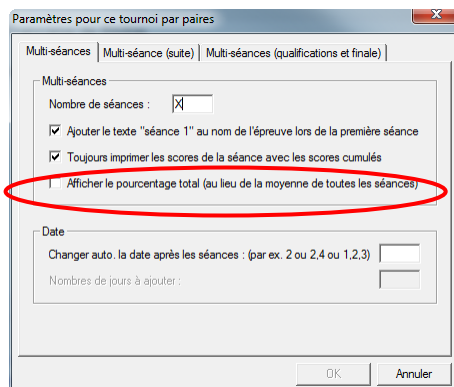 Paramètres pour ce tournoi par paires
Multi-séances
Multi-séance (suite)
Multi-séances (qualifications et finale)
Multi-séances
Nombre de séances :
X
Ajouter le texte "séance 1" au nom de l'épreuve lors de la première séance
Toujours imprimer les scores de la séance avec les scores cumulés
Afficher le pourcentage total (au lieu de la moyenne de toutes les séances)
Date
Changer auto. la date après les séances : (par ex. 2 ou 2,4 ou 1,2,3)
Nombres de jours à ajouter :
OK
Annuler